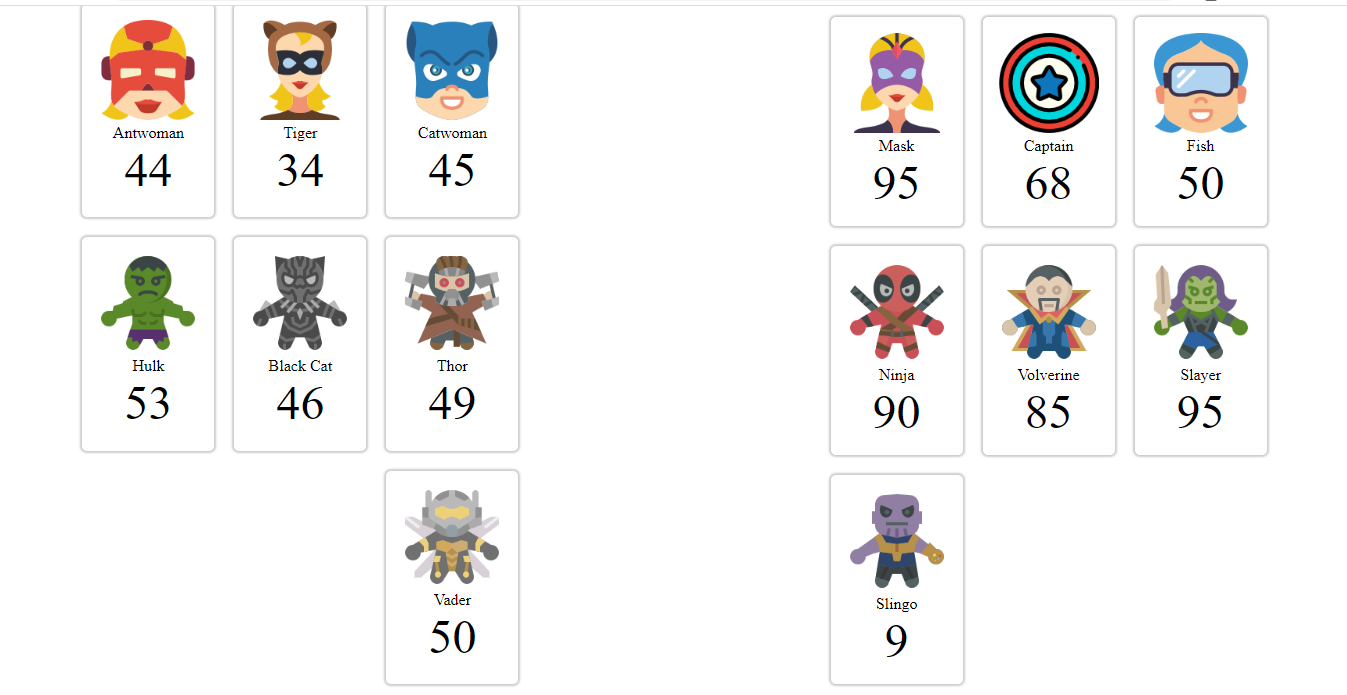 Antwoman
44
Tiger
34
Catwoman
45
Hulk
53
Black Cat
46
Thor
49
Vader
50
Mask
95
Captain
68
Fish
50
Ninja
90
Volverine
85
Slayer
95
Slingo
9